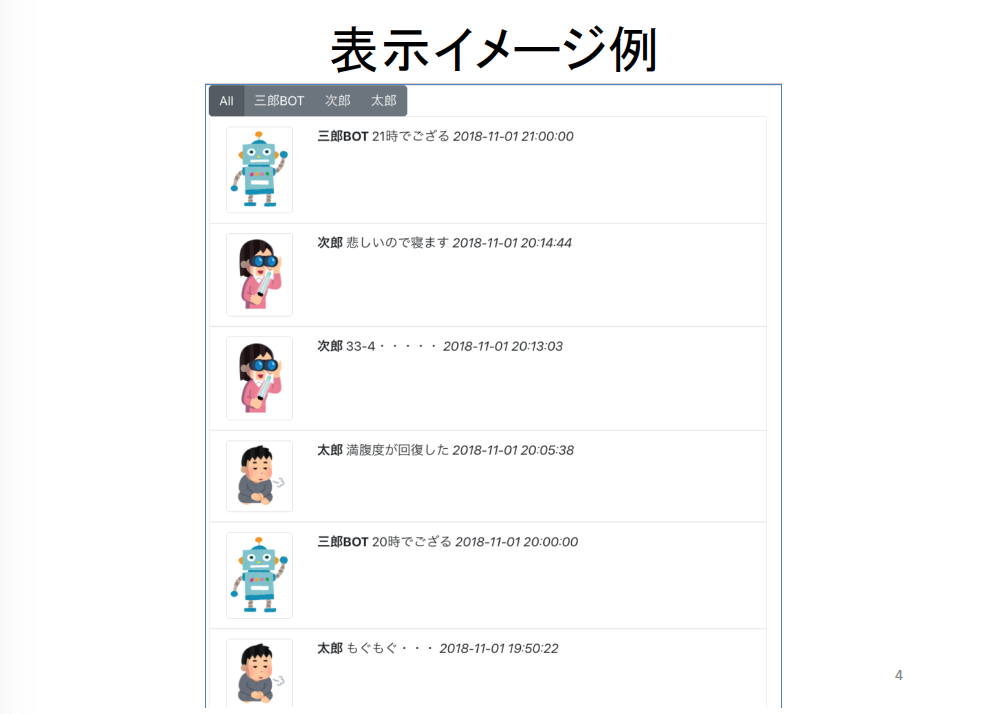 表示イメージ例
All 三郎BOT 次郎 太郎
三郎BOT 21時でござる 2018-11-01 21:00:00
次郎 悲しいので寝ます 2018-11-01 20:14:44
次郎 33-4・・・・・ 2018-11-01 20:13:03
太郎 満腹度が回復した 2018-11-01 20:05:38
三郎BOT 20時でござる 2018-11-01 20:00:00
太郎 もぐもぐ・・・ 2018-11-01 19:50:22
4